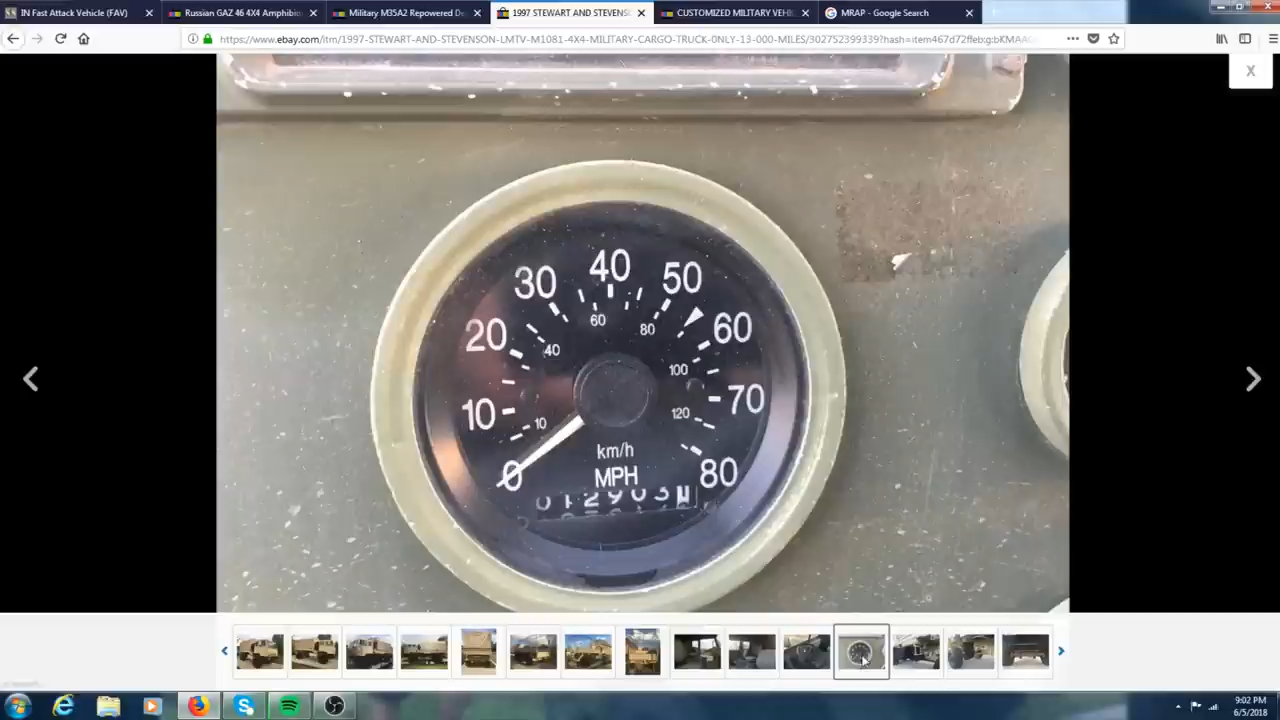 IN Fast Attack Vehicle (FAV)
Russian GAZ 46 4X4 Amphibio
Military M35A2 Repowered De
1997 STEWART AND STEVENS
CUSTOMIZED MILITARY VEHI
MRAP - Google Search
https://www.ebay.com/itm/1997-STEWART-AND-STEVENSON-LMTV-M1081-4X4-MILITARY-CARGO-TRUCK-ONLY-13-000-MILES/302752399339?hash=item467d72ffeb:g:bKMAA
X
40
30
50
60
80
20
60
40
100
70
10
120
10
km/h
0
MPH
80
012903
9:02 PM
6/5/2018